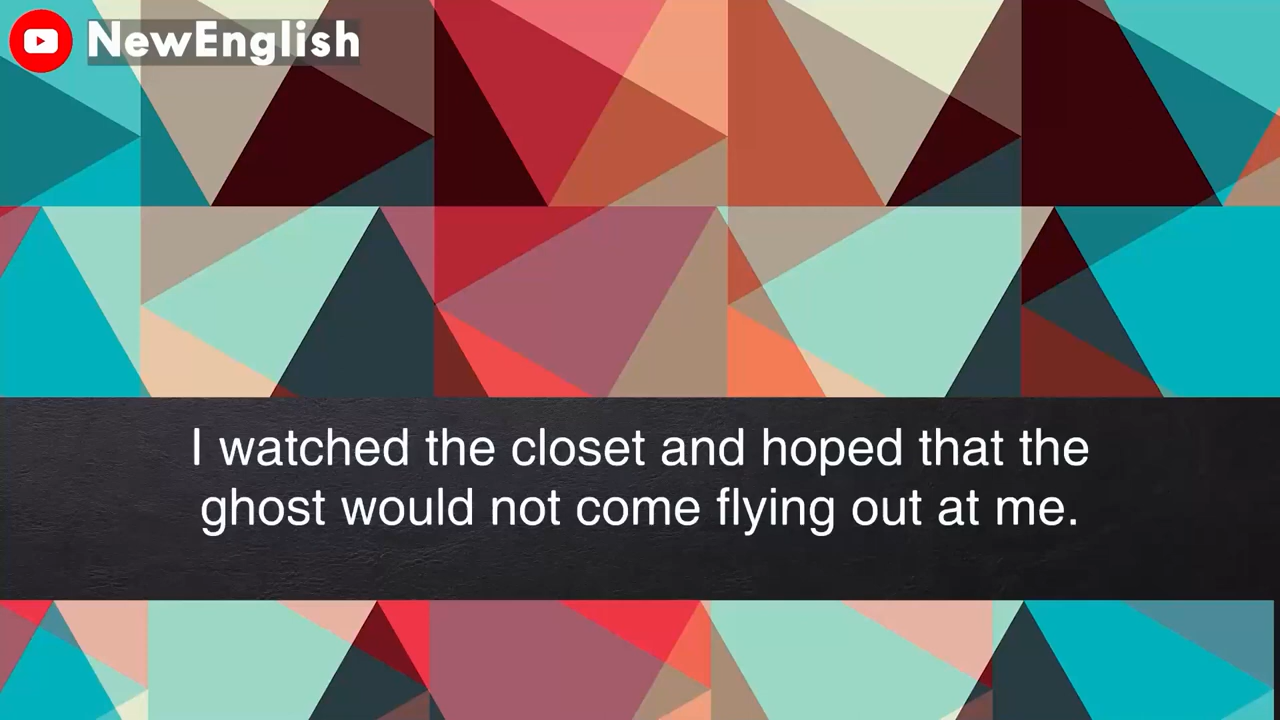 NewEnglish
I watched the closet and hoped that the
ghost would not come flying out at me.